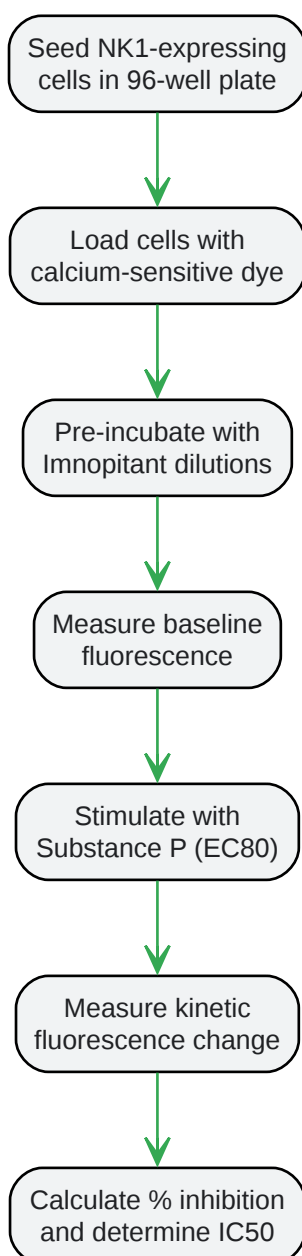 Seed NK1-expressing
cells in 96-well plate
Load cells with
calcium-sensitive dye
Pre-incubate with
Imnopitant dilutions
Measure baseline
fluorescence
Stimulate with
Substance P (EC80)
Measure kinetic
fluorescence change
Calculate % inhibition
and determine IC50